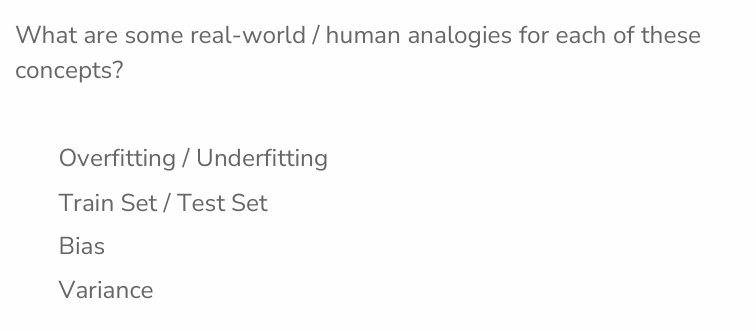 What are some real-world / human analogies for each of these
concepts?
Overfitting / Underfitting
Train Set / Test Set
Bias
Variance